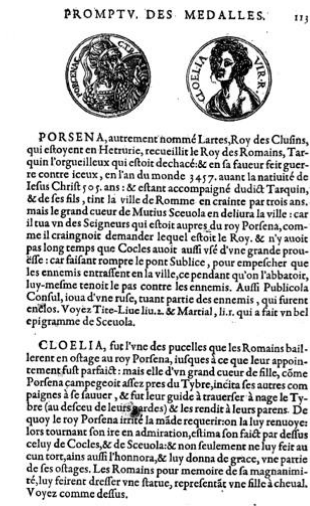 PROMPTV. DES MEDALLES. 113
PORSENAC CLV
CLOELIA VIR. R.
PORSENA, autrement nommé Lartes, Roy des Clusins,
qui estoyent en Hetrurie, recueillit le Roy des Romains, Tar-
quin l'orgueilleux qui estoit dechacé: & en sa faueur feit guer-
re contre iceux, en l'an du monde 3457. auant la natiuité de
Iesus Christ 505. ans: & estant accompaigné dudict Tarquin,
& de ses fils, tint la ville de Romme en crainte par trois ans.
mais le grand cueur de Mutius Sceuola en deliura la ville: car
il tua vn des Seigneurs qui estoit aupres du roy Porsena, com-
me il craingnoit demander lequel estoit le Roy. & n'y auoit
pas long temps que Cocles auoit aussi vsé d'vne grande prou-
ësse: car faisant rompre le pont Sublice, pour empescher que
les ennemis entrassent en la ville, ce pendant qu'on l'abbatoit,
luy-mesme tenoit le pas contre les ennemis. Aussi Publicola
Consul, ioua d'vne ruse, tuant partie des ennemis, qui furent
enclos. Voyez Tite-Liue liu. 2. & Martial, li.1. qui a fait vn bel
epigramme de Sceuola.
CLOELIA, fut l'vne des pucelles que les Romains bail-
lerent en ostage au roy Porsena, iusques à ce que leur appoin-
tement fust parfaict: mais elle d'vn grand cueur de fille, cõme
Porsena campegeoit assez pres du Tybre, incita ses autres com
paignes à se sauuer, & fut leur guide à trauerser à nage le Ty-
bre (au desceu de leurs gardes) & les rendit à leurs parens. De
quoy le roy Porsena irrité la mãde requerir: on la luy renuoye:
lors tournant son ire en admiration, estima son faict par dessus
celuy de Cocles, & de Sceuola: & non seulement ne luy feit au
cun tort, ains aussi l'honnora, & luy donna de grace, vne partie
de ses ostages. Les Romains pour memoire de sa magnanimi-
té, luy feirent dresser vne statue, representãt vne fille à cheual.
Voyez comme dessus.